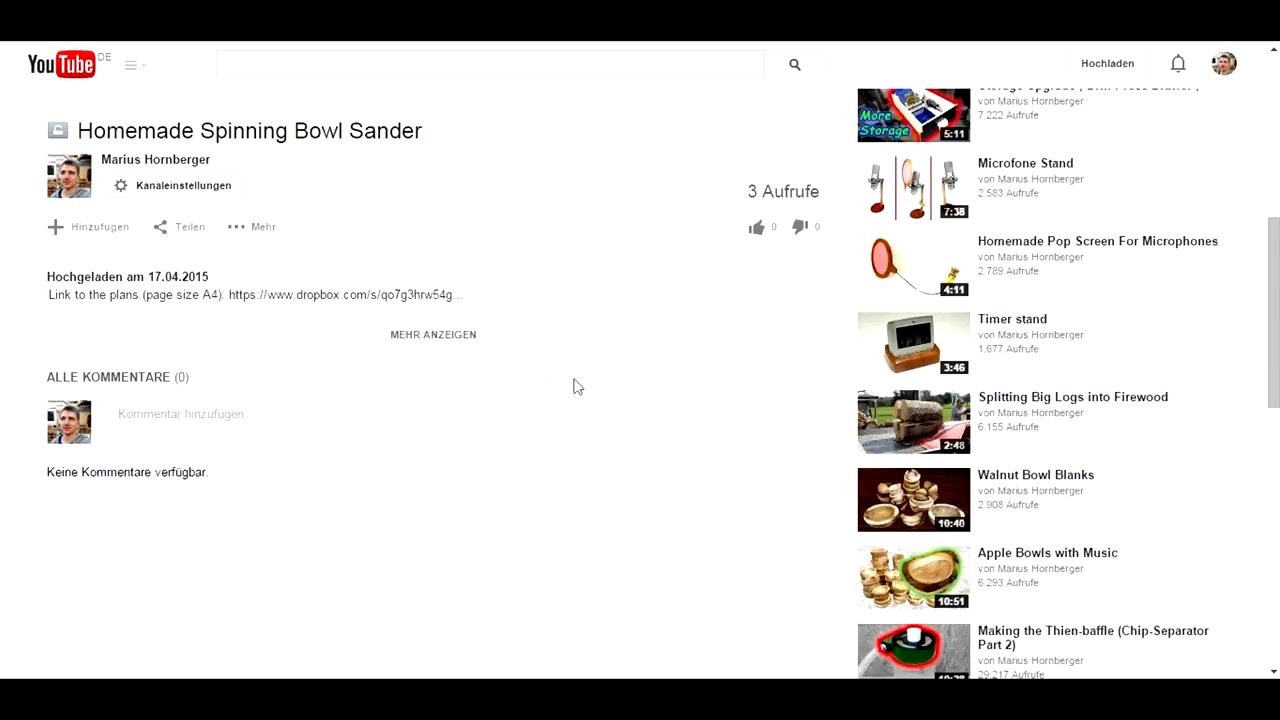 YouTube DE
Hochladen
Homemade Spinning Bowl Sander
Marius Hornberger
Kanaleinstellungen
3 Aufrufe
Hinzufügen Teilen Mehr
0 0
Hochgeladen am 17.04.2015
Link to the plans (page size A4): https://www.dropbox.com/s/qo7g3hrw54g...
MEHR ANZEIGEN
ALLE KOMMENTARE (0)
Kommentar hinzufügen
Keine Kommentare verfügbar.
More
Storage
5:11
von Marius Hornberger
7.222 Aufrufe
7:38
Microfone Stand
von Marius Hornberger
2.583 Aufrufe
4:11
Homemade Pop Screen For Microphones
von Marius Hornberger
2.789 Aufrufe
3:46
Timer stand
von Marius Hornberger
1.677 Aufrufe
2:48
Splitting Big Logs into Firewood
von Marius Hornberger
6.155 Aufrufe
10:40
Walnut Bowl Blanks
von Marius Hornberger
2.908 Aufrufe
10:51
Apple Bowls with Music
von Marius Hornberger
6.293 Aufrufe
Making the Thien-baffle (Chip-Separator
Part 2)
von Marius Hornberger
29.217 Aufrufe